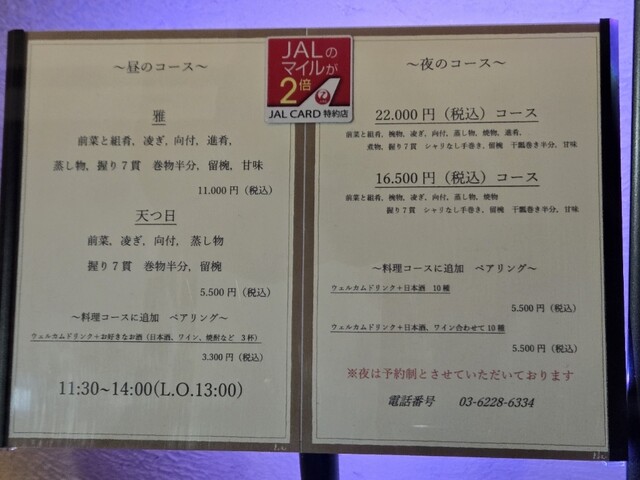 ～昼のコース～
雅
前菜と組肴, 凌ぎ, 向付, 進肴,
蒸し物, 握り７貫　巻物半分, 留椀, 甘味
11.000円（税込）
天つ日
前菜, 凌ぎ, 向付, 蒸し物
握り７貫　巻物半分, 留椀
5.500円（税込）
～料理コースに追加　ペアリング～
ウェルカムドリンク＋お好きなお酒（日本酒、ワイン、焼酎など　3杯）
3.300円（税込）
11:30~14:00(L.O.13:00)
JALの
マイルが
2倍
JAL CARD 特約店
～夜のコース～
22.000円（税込）コース
前菜と組肴, 椀物, 凌ぎ, 向付, 蒸し物, 焼物, 進肴,
煮物, 握り７貫　シャリなし手巻き, 留椀　干瓢巻き半分, 甘味
16.500円（税込）コース
前菜と組肴, 椀物, 凌ぎ, 向付, 蒸し物, 焼物
握り７貫　シャリなし手巻き, 留椀　干瓢巻き半分, 甘味
～料理コースに追加　ペアリング～
ウェルカムドリンク＋日本酒　10種
5.500円（税込）
ウェルカムドリンク＋日本酒、ワイン合わせて10種
5.500円（税込）
※夜は予約制とさせていただいております
電話番号　03-6228-6334